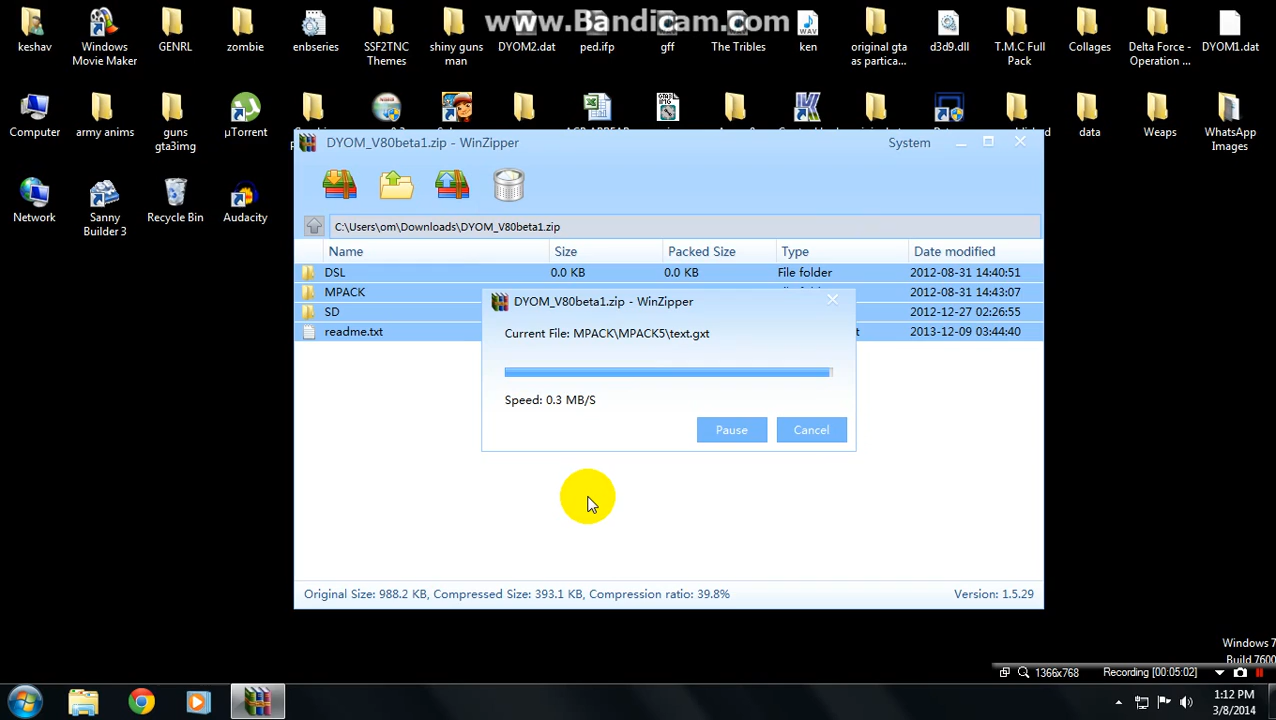 www.Bandicam.com
keshav
Windows Movie Maker
GENRL
zombie
enbseries
SSF2TNC Themes
shiny guns man
DYOM2.dat
ped.ifp
gff
The Tribles
ken
original gta as partica...
d3d9.dll
T.M.C Full Pack
Collages
Delta Force - Operation ...
DYOM1.dat
Computer
army anims
guns gta3img
µTorrent
data
Weaps
WhatsApp Images
Network
Sanny Builder 3
Recycle Bin
Audacity
DYOM_V80beta1.zip - WinZipper
System
C:\Users\om\Downloads\DYOM_V80beta1.zip
Name Size Packed Size Type Date modified
DSL 0.0 KB 0.0 KB File folder 2012-08-31 14:40:51
MPACK 2012-08-31 14:43:07
SD 2012-12-27 02:26:55
readme.txt 2013-12-09 03:44:40
DYOM_V80beta1.zip - WinZipper
Current File: MPACK\MPACK5\text.gxt
Speed: 0.3 MB/S
Pause Cancel
Original Size: 988.2 KB, Compressed Size: 393.1 KB, Compression ratio: 39.8% Version: 1.5.29
Windows 7
Build 7600
1366x768 Recording [00:05:02]
1:12 PM
3/8/2014